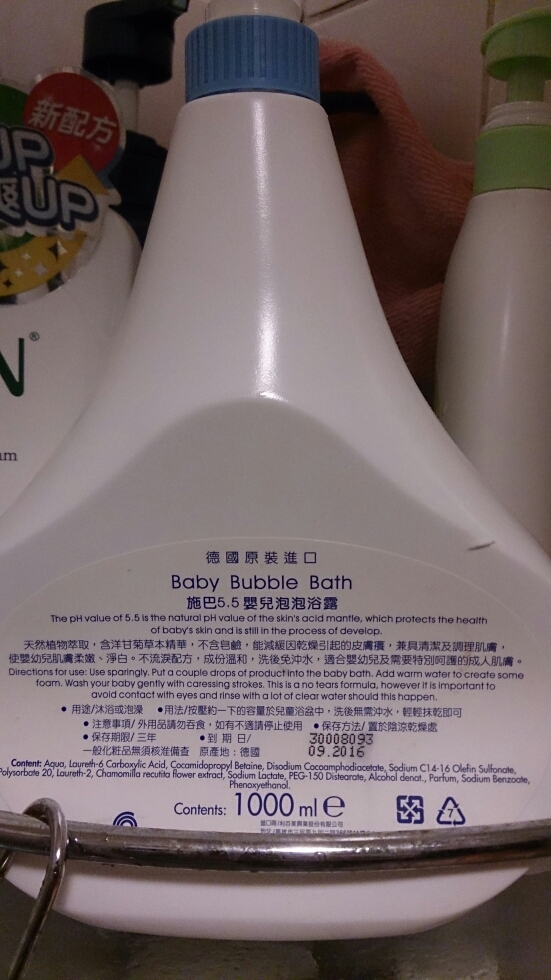 新配方
UP
爽UP
N®
am
德國原裝進口
Baby Bubble Bath
施巴5.5嬰兒泡泡浴露
The pH value of 5.5 is the natural pH value of the skin's acid mantle, which protects the health
of baby's skin and is still in the process of develop.
天然植物萃取，含洋甘菊草本精華，不含皂鹼，能減緩因乾燥引起的皮膚癢，兼具清潔及調理肌膚，
使嬰幼兒肌膚柔嫩、淨白。不流淚配方，成份溫和，洗後免沖水，適合嬰幼兒及需要特別呵護的成人肌膚。
Directions for use: Use sparingly. Put a couple drops of product into the baby bath. Add warm water to create some
foam. Wash your baby gently with caressing strokes. This is a no tears formula, however it is important to
avoid contact with eyes and rinse with a lot of clear water should this happen.
• 用途/沐浴或泡澡 • 用法/按壓約一下的容量於兒童浴盆中，洗後無需沖水，輕輕抹乾即可
• 注意事項/ 外用品請勿吞食，如有不適請停止使用 • 保存方法/ 置於陰涼乾燥處
• 保存期限/ 三年 • 到 期 日/ 30008093
一般化粧品無須核准備查 原產地：德國 09.2016
Content: Aqua, Laureth-6 Carboxylic Acid, Cocamidopropyl Betaine, Disodium Cocoamphodiacetate, Sodium C14-16 Olefin Sulfonate,
Polysorbate 20, Laureth-2, Chamomilla recutita flower extract, Sodium Lactate, PEG-150 Distearate, Alcohol denat., Parfum, Sodium Benzoate,
Phenoxyethanol.
Contents: 1000 ml ℮
7